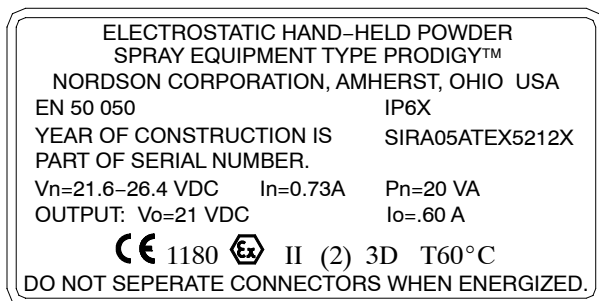 ELECTROSTATIC HAND–HELD POWDER
SPRAY EQUIPMENT TYPE PRODIGY™
NORDSON CORPORATION, AMHERST, OHIO USA
EN 50 050 IP6X
YEAR OF CONSTRUCTION IS SIRA05ATEX5212X
PART OF SERIAL NUMBER.
Vn=21.6–26.4 VDC In=0.73A Pn=20 VA
OUTPUT: Vo=21 VDC Io=.60 A
CE 1180 Ex II (2) 3D T60°C
DO NOT SEPERATE CONNECTORS WHEN ENERGIZED.